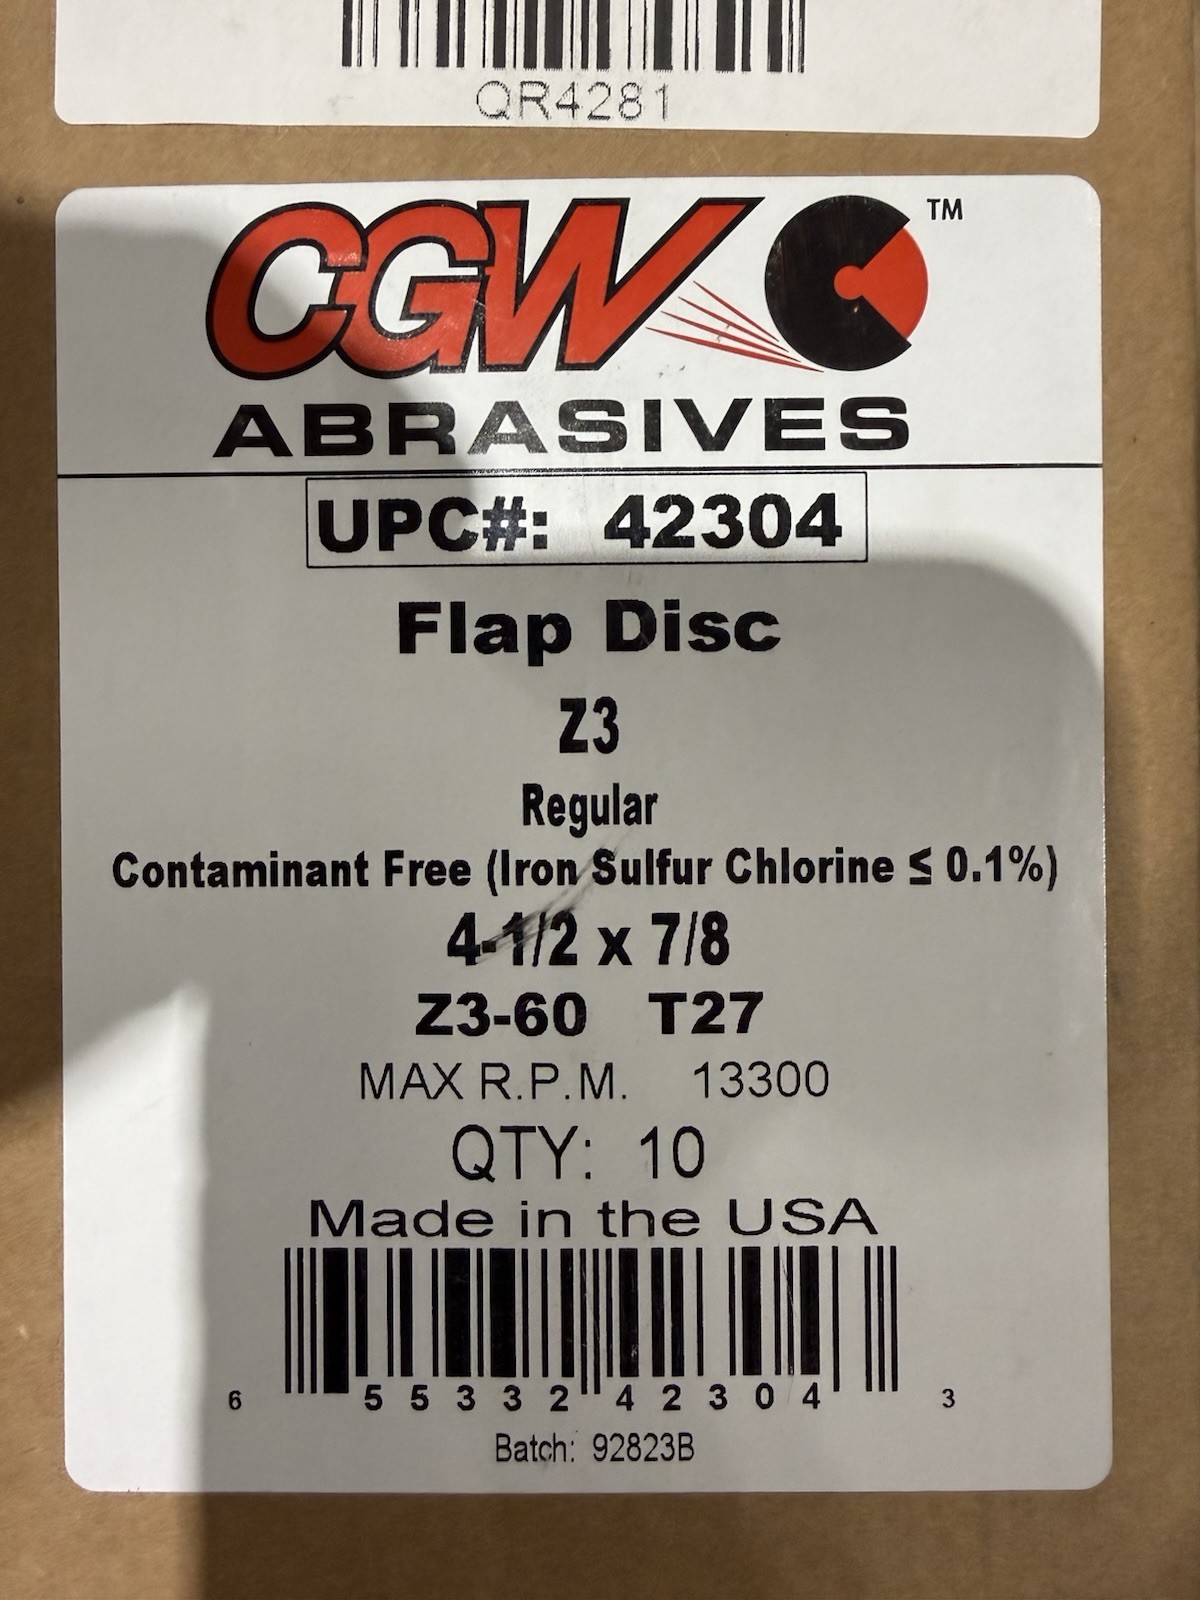 QR4281
CGW TM
ABRASIVES
UPC#: 42304
Flap Disc
Z3
Regular
Contaminant Free (Iron Sulfur Chlorine ≤ 0.1%)
4-1/2 x 7/8
Z3-60 T27
MAX R.P.M. 13300
QTY: 10
Made in the USA
6 55332 42304 3
Batch: 92823B